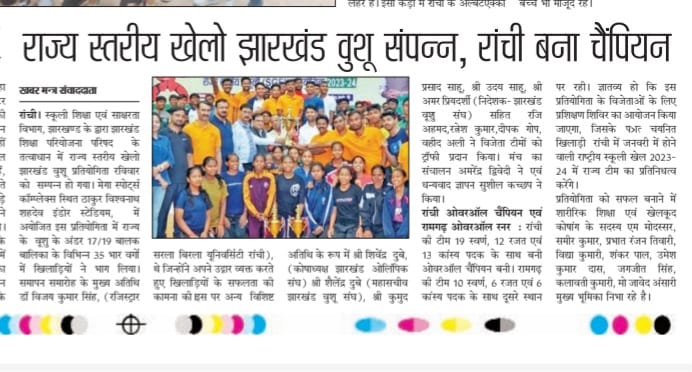 लहर है। इसी कड़ी में रांची के अल्बर्टएक्का
बच्चे भी मौजूद रहे।
राज्य स्तरीय खेलो झारखंड वुशू संपन्न, रांची बना चैंपियन
खबर मन्त्र संवाददाता
रांची। स्कूली शिक्षा एवं साक्षरता
विभाग, झारखण्ड के द्वारा झारखंड
शिक्षा परियोजना परिषद के
तत्वाधान में राज्य स्तरीय खेलो
झारखंड वुशू प्रतियोगिता रविवार
को सम्पन्न हो गया। मेगा स्पोर्ट्स
कॉम्प्लेक्स स्थित ठाकुर विश्वनाथ
शहदेव इंडोर स्टेडियम, में
अयोजित इस प्रतियोगिता में राज्य
के वुशू के अंडर 17/19 बालक
बालिका के विभिन्न 35 भार वर्गों
में खिलाड़ियों ने भाग लिया।
समापन समारोह के मुख्य अतिथि
डॉ विजय कुमार सिंह, (रजिस्ट्रार
2023-24
सरला बिरला यूनिवर्सिटी रांची),
थे जिन्होंने अपने उद्गार व्यक्त करते
हुए खिलाड़ियों के सफलता की
कामना की। इस पर अन्य विशिष्ट
अतिथि के रूप में श्री शिवेंद्र दुबे,
(कोषाध्यक्ष झारखंड ओलंपिक
संघ) श्री शैलेंद्र दुबे (महासचीव
झारखंड वुशू संघ), श्री कुमुद
प्रसाद साहु, श्री उदय साहु, श्री
अमर प्रियदर्शी (निदेशक- झारखंड
वूशु संघ) सहित रजि
अहमद,रत्नेश कुमार,दीपक गोप,
वहीद अली ने विजेता टीमों को
ट्रॉफी प्रदान किया। मंच का
संचालन अमरेंद्र द्विवेदी ने एवं
धन्यवाद ज्ञापन सुशील कच्छप ने
किया।
रांची ओवरऑल चैंपियन एवं
रामगढ़ ओवरऑल रनर : रांची
की टीम 19 स्वर्ण, 12 रजत एवं
13 कांस्य पदक के साथ बनी
ओवरऑल चैंपियन बनी। रामगढ़
की टीम 10 स्वर्ण, 6 रजत एवं 6
कांस्य पदक के साथ दूसरे स्थान
पर रही। ज्ञातव्य हो कि इस
प्रतियोगिता के विजेताओं के लिए
प्रशिक्षण शिविर का आयोजन किया
जाएगा, जिसके चयनित
खिलाड़ी रांची में जनवरी में होने
वाली राष्ट्रीय स्कूली खेल 2023-
24 में राज्य टीम का प्रतिनिधत्व
करेंगे।
प्रतियोगिता को सफल बनाने में
शारीरिक शिक्षा एवं खेलकूद
कोषांग के सदस्य एम मोदस्सर,
समीर कुमार, प्रभात रंजन तिवारी,
विद्या कुमारी, शंकर पाल, उमेश
कुमार दास, जगजीत सिंह,
कलावती कुमारी, मो जावेद अंसारी
मुख्य भूमिका निभा रहे है।